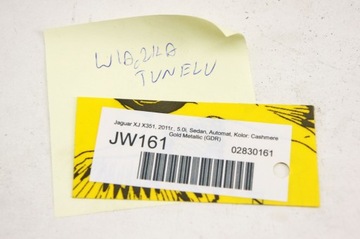 WIĄZKA
TUNELU
Jaguar XJ X351, 2011r., 5.0i, Sedan, Automat, Kolor: Cashmere
Gold Metallic (GDR)
JW161
02830161